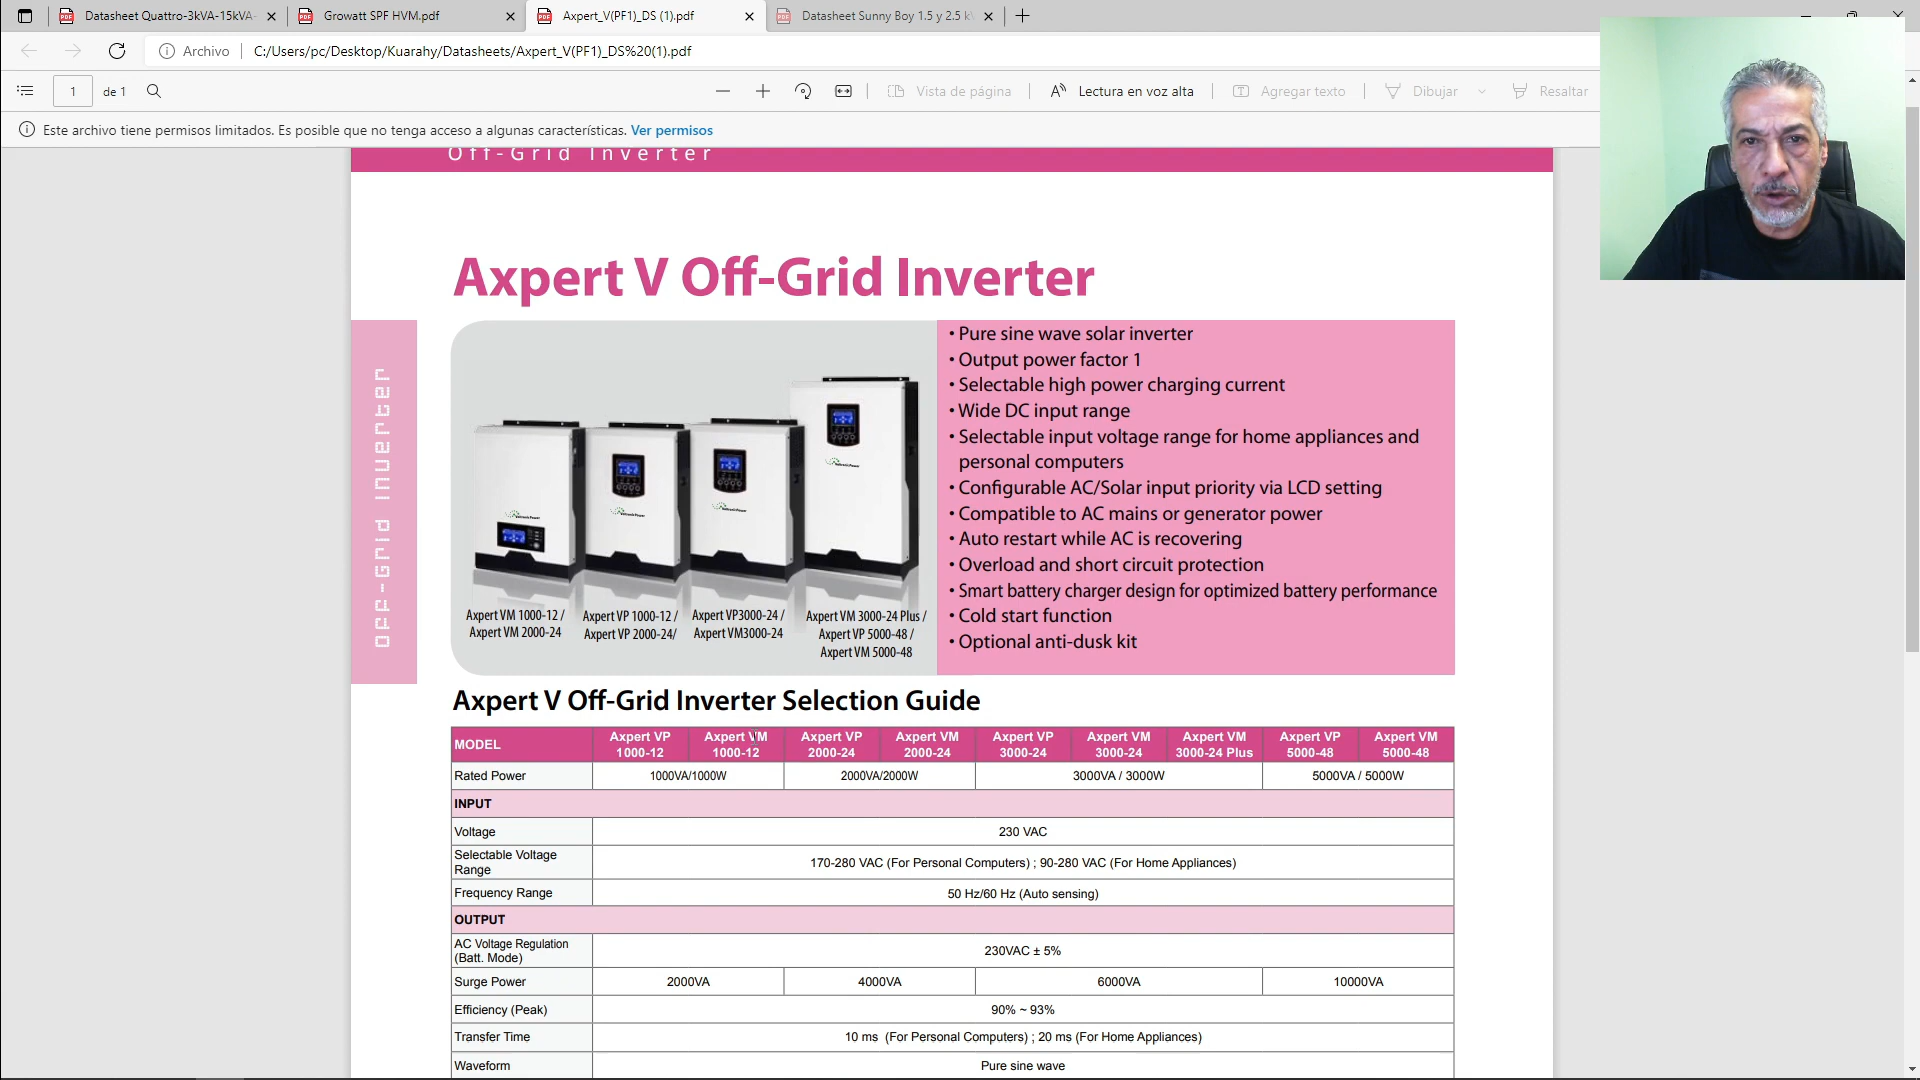 Datasheet Quattro-3kVA-15kVA-
Growatt SPF HVM.pdf
Axpert_V(PF1)_DS (1).pdf
Datasheet Sunny Boy 1.5 y 2.5 k
Archivo
C:/Users/pc/Desktop/Kuarahy/Datasheets/Axpert_V(PF1)_DS%20(1).pdf
1 de 1
Vista de página
Lectura en voz alta
Agregar texto
Dibujar
Resaltar
Este archivo tiene permisos limitados. Es posible que no tenga acceso a algunas características. Ver permisos
Off-Grid Inverter
Axpert V Off-Grid Inverter
Off-Grid Inverter
• Pure sine wave solar inverter
• Output power factor 1
• Selectable high power charging current
• Wide DC input range
• Selectable input voltage range for home appliances and
personal computers
• Configurable AC/Solar input priority via LCD setting
• Compatible to AC mains or generator power
• Auto restart while AC is recovering
• Overload and short circuit protection
• Smart battery charger design for optimized battery performance
• Cold start function
• Optional anti-dusk kit
Axpert VM 1000-12 /
Axpert VM 2000-24
Axpert VP 1000-12 /
Axpert VP 2000-24/
Axpert VP3000-24 /
Axpert VM3000-24
Axpert VM 3000-24 Plus /
Axpert VP 5000-48 /
Axpert VM 5000-48
Axpert V Off-Grid Inverter Selection Guide
MODEL Axpert VP 1000-12 Axpert VM 1000-12 Axpert VP 2000-24 Axpert VM 2000-24 Axpert VP 3000-24 Axpert VM 3000-24 Axpert VM 3000-24 Plus Axpert VP 5000-48 Axpert VM 5000-48
Rated Power 1000VA/1000W 2000VA/2000W 3000VA / 3000W 5000VA / 5000W
INPUT
Voltage 230 VAC
Selectable Voltage Range 170-280 VAC (For Personal Computers) ; 90-280 VAC (For Home Appliances)
Frequency Range 50 Hz/60 Hz (Auto sensing)
OUTPUT
AC Voltage Regulation (Batt. Mode) 230VAC ± 5%
Surge Power 2000VA 4000VA 6000VA 10000VA
Efficiency (Peak) 90% ~ 93%
Transfer Time 10 ms (For Personal Computers) ; 20 ms (For Home Appliances)
Waveform Pure sine wave